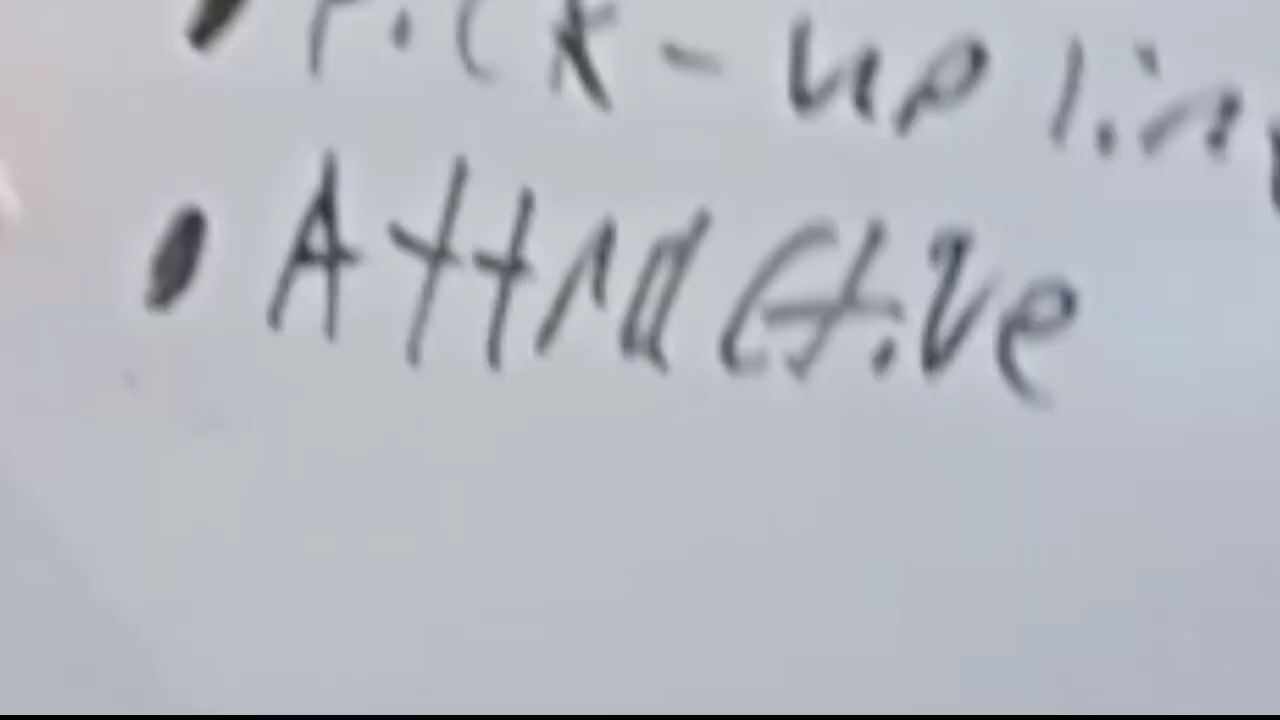 • Pick-up lin
• Attractive